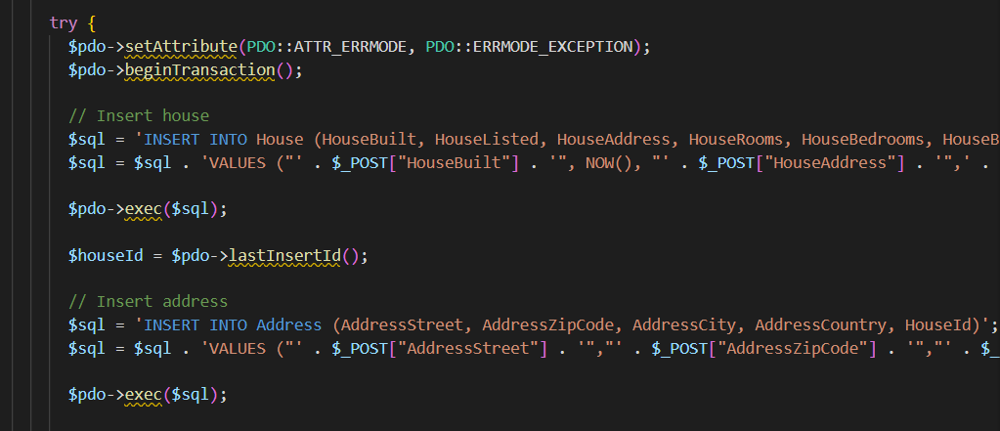 try {
$pdo->setAttribute(PDO::ATTR_ERRMODE, PDO::ERRMODE_EXCEPTION);
$pdo->beginTransaction();
// Insert house
$sql = 'INSERT INTO House (HouseBuilt, HouseListed, HouseAddress, HouseRooms, HouseBedrooms, HouseB
$sql = $sql . 'VALUES ("' . $_POST["HouseBuilt"] . '", NOW(), "' . $_POST["HouseAddress"] . '",' .
$pdo->exec($sql);
$houseId = $pdo->lastInsertId();
// Insert address
$sql = 'INSERT INTO Address (AddressStreet, AddressZipCode, AddressCity, AddressCountry, HouseId)';
$sql = $sql . 'VALUES ("' . $_POST["AddressStreet"] . '","' . $_POST["AddressZipCode"] . '","' . $_
$pdo->exec($sql);